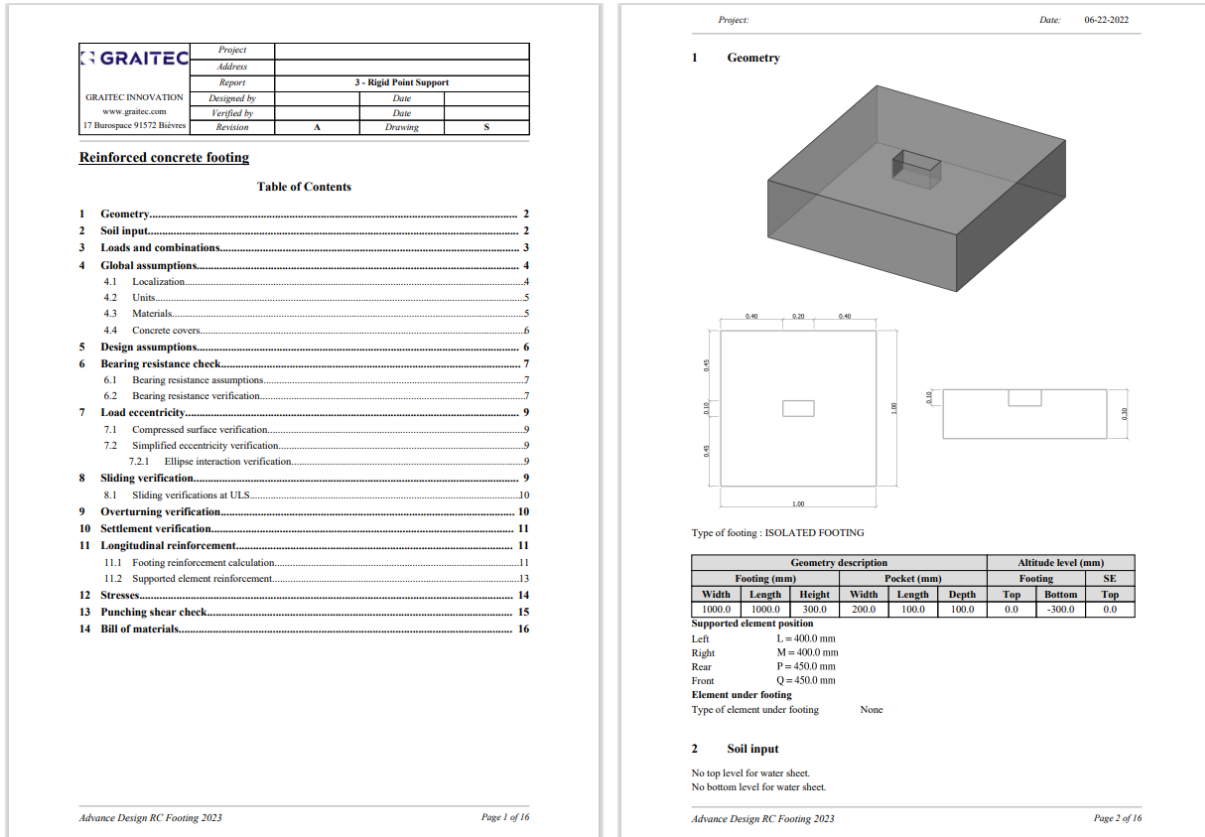 GRAITEC
GRAITEC INNOVATION
www.graitec.com
17 Burospace 91572 Bièvres
Project
Address
Report 3 - Rigid Point Support
Designed by Date
Verified by Date
Revision A Drawing S
Reinforced concrete footing
Table of Contents
1 Geometry 2
2 Soil input 2
3 Loads and combinations 3
4 Global assumptions 4
4.1 Localization 4
4.2 Units 5
4.3 Materials 5
4.4 Concrete covers 6
5 Design assumptions 6
6 Bearing resistance check 7
6.1 Bearing resistance assumptions 7
6.2 Bearing resistance verification 7
7 Load eccentricity 9
7.1 Compressed surface verification 9
7.2 Simplified eccentricity verification 9
7.2.1 Ellipse interaction verification 9
8 Sliding verification 9
8.1 Sliding verifications at ULS 10
9 Overturning verification 10
10 Settlement verification 11
11 Longitudinal reinforcement 11
11.1 Footing reinforcement calculation 11
11.2 Supported element reinforcement 13
12 Stresses 14
13 Punching shear check 15
14 Bill of materials 16
Advance Design RC Footing 2023 Page 1 of 16
Project: Date: 06-22-2022
1 Geometry
0.40 0.20 0.40
0.45
0.10
0.45
1.00
1.00
0.10
0.30
Type of footing : ISOLATED FOOTING
Geometry description Altitude level (mm)
Footing (mm) Pocket (mm) Footing SE
Width Length Height Width Length Depth Top Bottom Top
1000.0 1000.0 300.0 200.0 100.0 100.0 0.0 -300.0 0.0
Supported element position
Left L = 400.0 mm
Right M = 400.0 mm
Rear P = 450.0 mm
Front Q = 450.0 mm
Element under footing
Type of element under footing None
2 Soil input
No top level for water sheet.
No bottom level for water sheet.
Advance Design RC Footing 2023 Page 2 of 16